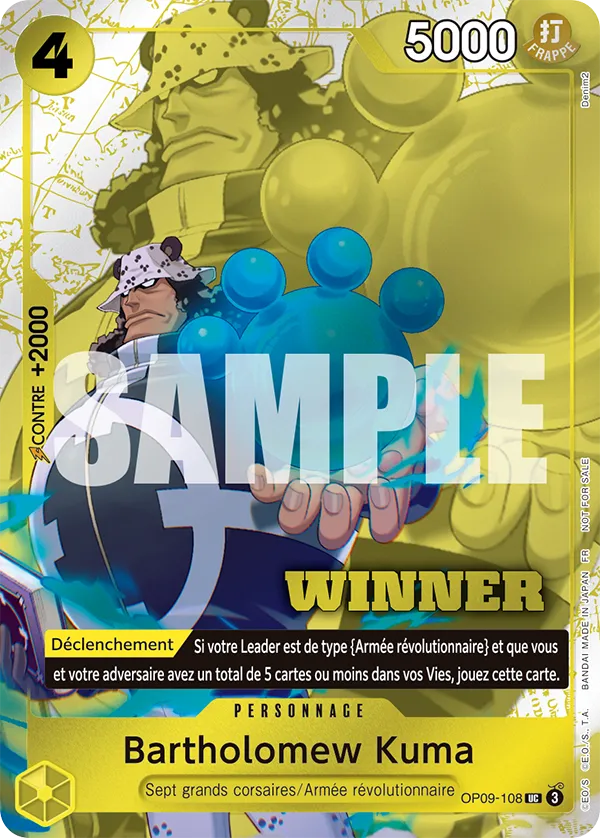 4
5000
打
FRAPPE
Denim2
CONTRE +2000
SAMPLE
WINNER
Déclenchement Si votre Leader est de type {Armée révolutionnaire} et que vous
et votre adversaire avez un total de 5 cartes ou moins dans vos Vies, jouez cette carte.
PERSONNAGE
Bartholomew Kuma
Sept grands corsaires/Armée révolutionnaire
OP09-108 UC 3
©E.O/S ©E.O./S., T.A. BANDAI MADE IN JAPAN FR NOT FOR SALE